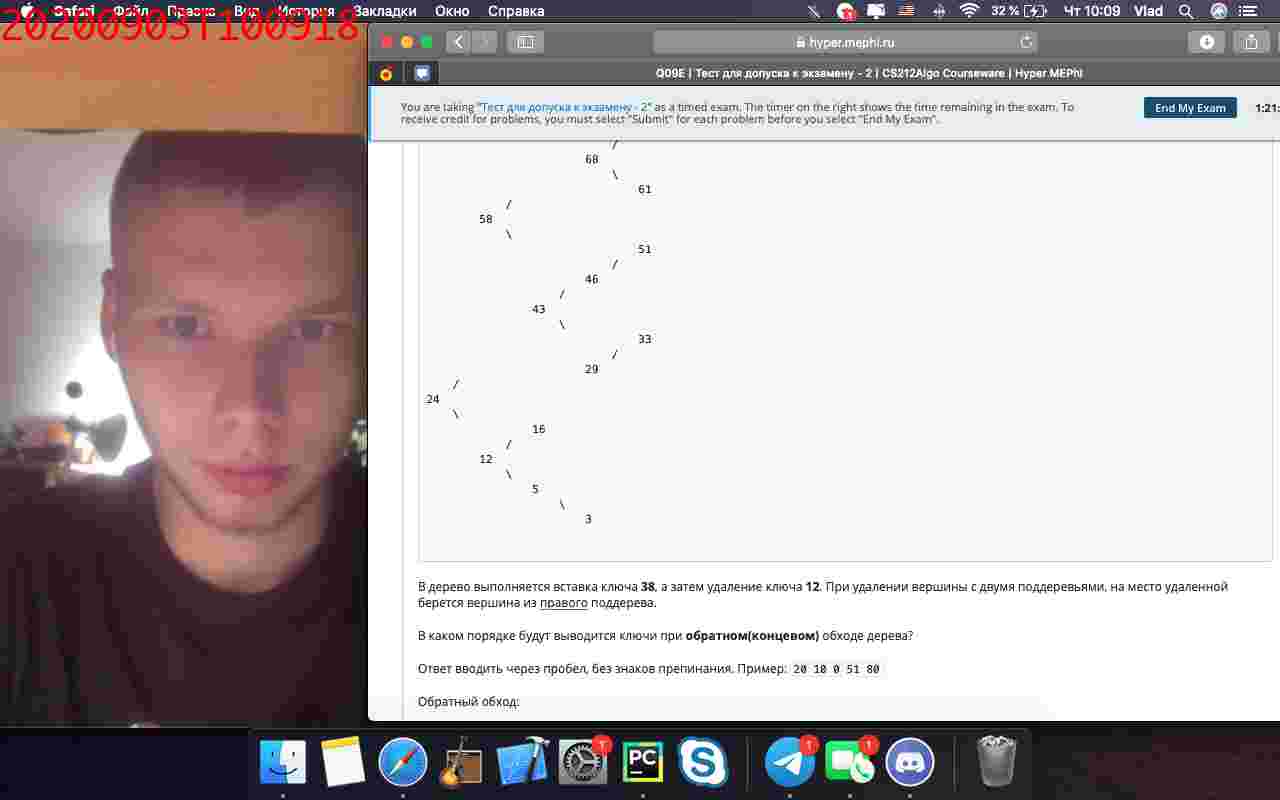 20200903T100918
Safari Файл Правка Вид История Закладки Окно Справка 32 % Чт 10:09 Vlad
hyper.mephi.ru
Q09E | Тест для допуска к экзамену - 2 | CS212Algo Courseware | Hyper.MEPhI
You are taking "Тест для допуска к экзамену - 2" as a timed exam. The timer on the right shows the time remaining in the exam. To
receive credit for problems, you must select "Submit" for each problem before you select "End My Exam".
End My Exam
1:21:
/
68
\
61
/
58
\
51
/
46
/
43
\
33
/
29
/
24
\
16
/
12
\
5
\
3
В дерево выполняется вставка ключа 38, а затем удаление ключа 12. При удалении вершины с двумя поддеревьями, на место удаленной
берется вершина из правого поддерева.
В каком порядке будут выводится ключи при обратном(концевом) обходе дерева?
Ответ вводить через пробел, без знаков препинания. Пример: 20 10 0 51 80
Обратный обход:
1
PC
1
1